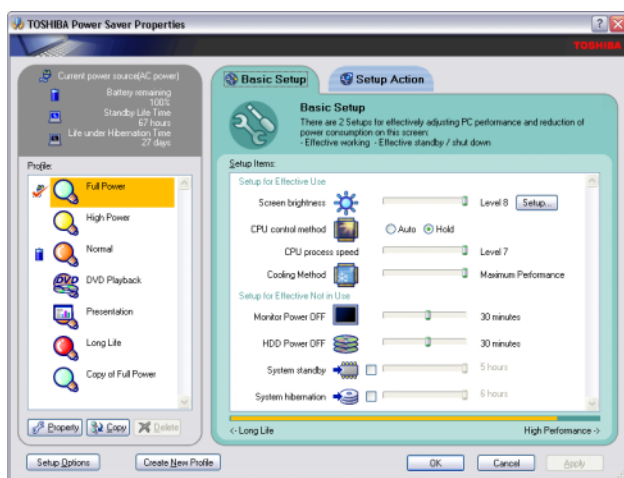 TOSHIBA Power Saver Properties
TOSHIBA
Current power source(AC power)
Battery remaining
100%
Standby Life Time
67 hours
Life under Hibernation Time
27 days
Profile:
Full Power
High Power
Normal
DVD Playback
Presentation
Long Life
Copy of Full Power
Property
Copy
Delete
Setup Options
Create New Profile
Basic Setup
Setup Action
Basic Setup
There are 2 Setups for effectively adjusting PC performance and reduction of
power consumption on this screen:
- Effective working - Effective standby / shut down
Setup Items:
Setup for Effective Use
Screen brightness
Level 8
Setup...
CPU control method
Auto
Hold
CPU process speed
Level 7
Cooling Method
Maximum Performance
Setup for Effective Not in Use
Monitor Power OFF
30 minutes
HDD Power OFF
30 minutes
System standby
5 hours
System hibernation
6 hours
<- Long Life
High Performance ->
OK
Cancel
Apply